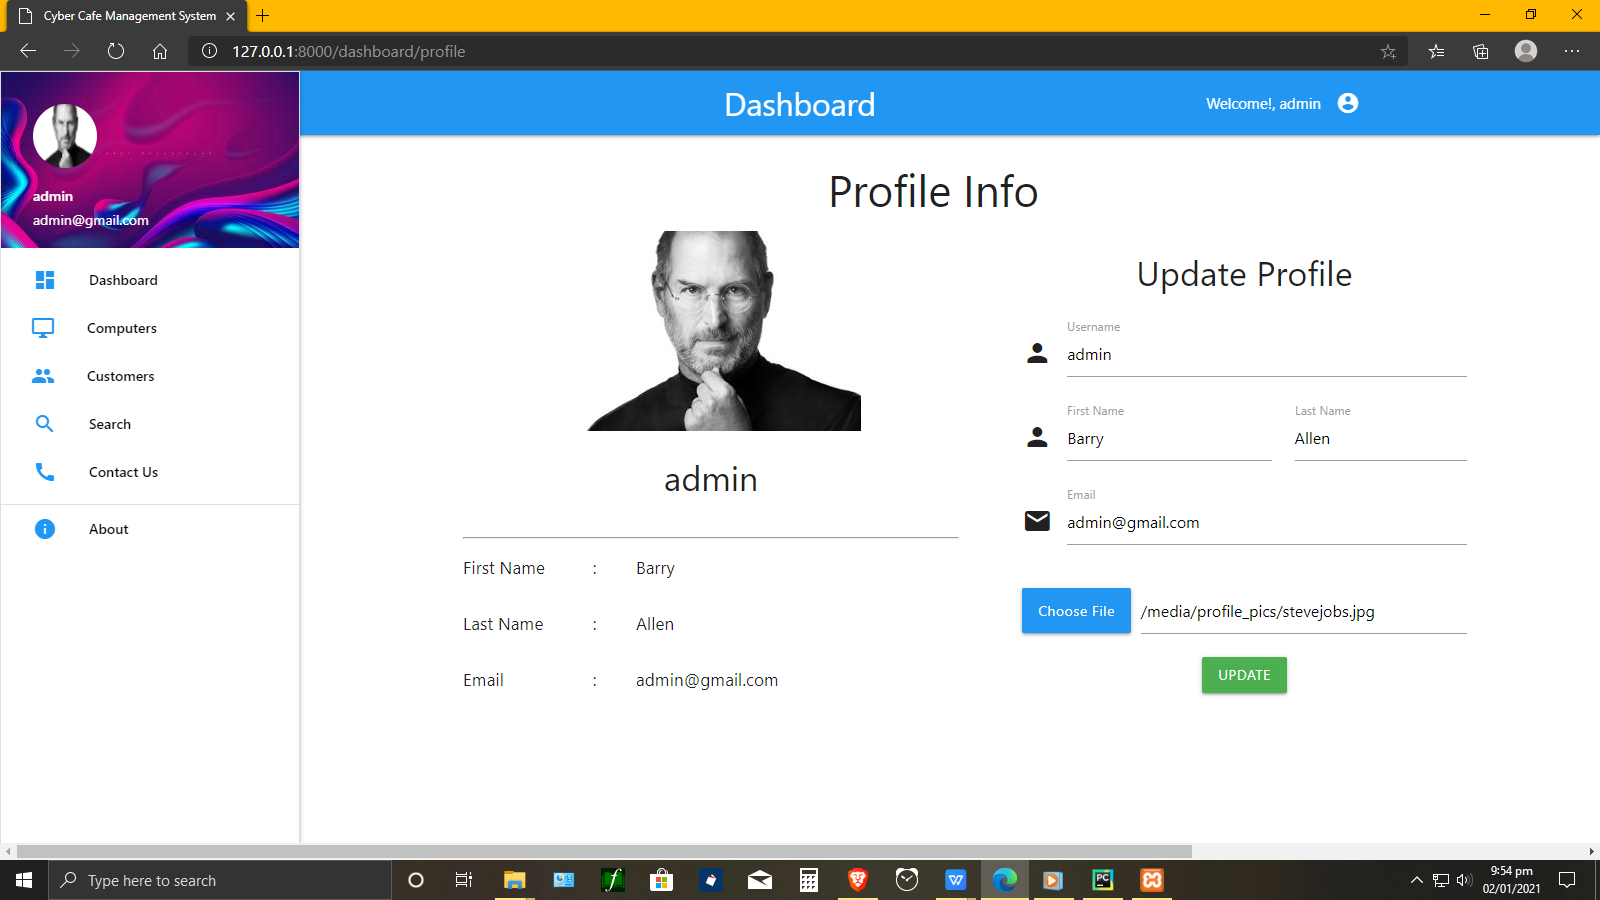 Cyber Cafe Management System
127.0.0.1:8000/dashboard/profile
Dashboard
Welcome!, admin
admin
admin@gmail.com
Dashboard
Computers
Customers
Search
Contact Us
About
Profile Info
admin
First Name : Barry
Last Name : Allen
Email : admin@gmail.com
Update Profile
Username
admin
First Name Last Name
Barry Allen
Email
admin@gmail.com
Choose File /media/profile_pics/stevejobs.jpg
UPDATE
Type here to search
PC
9:54 pm
02/01/2021